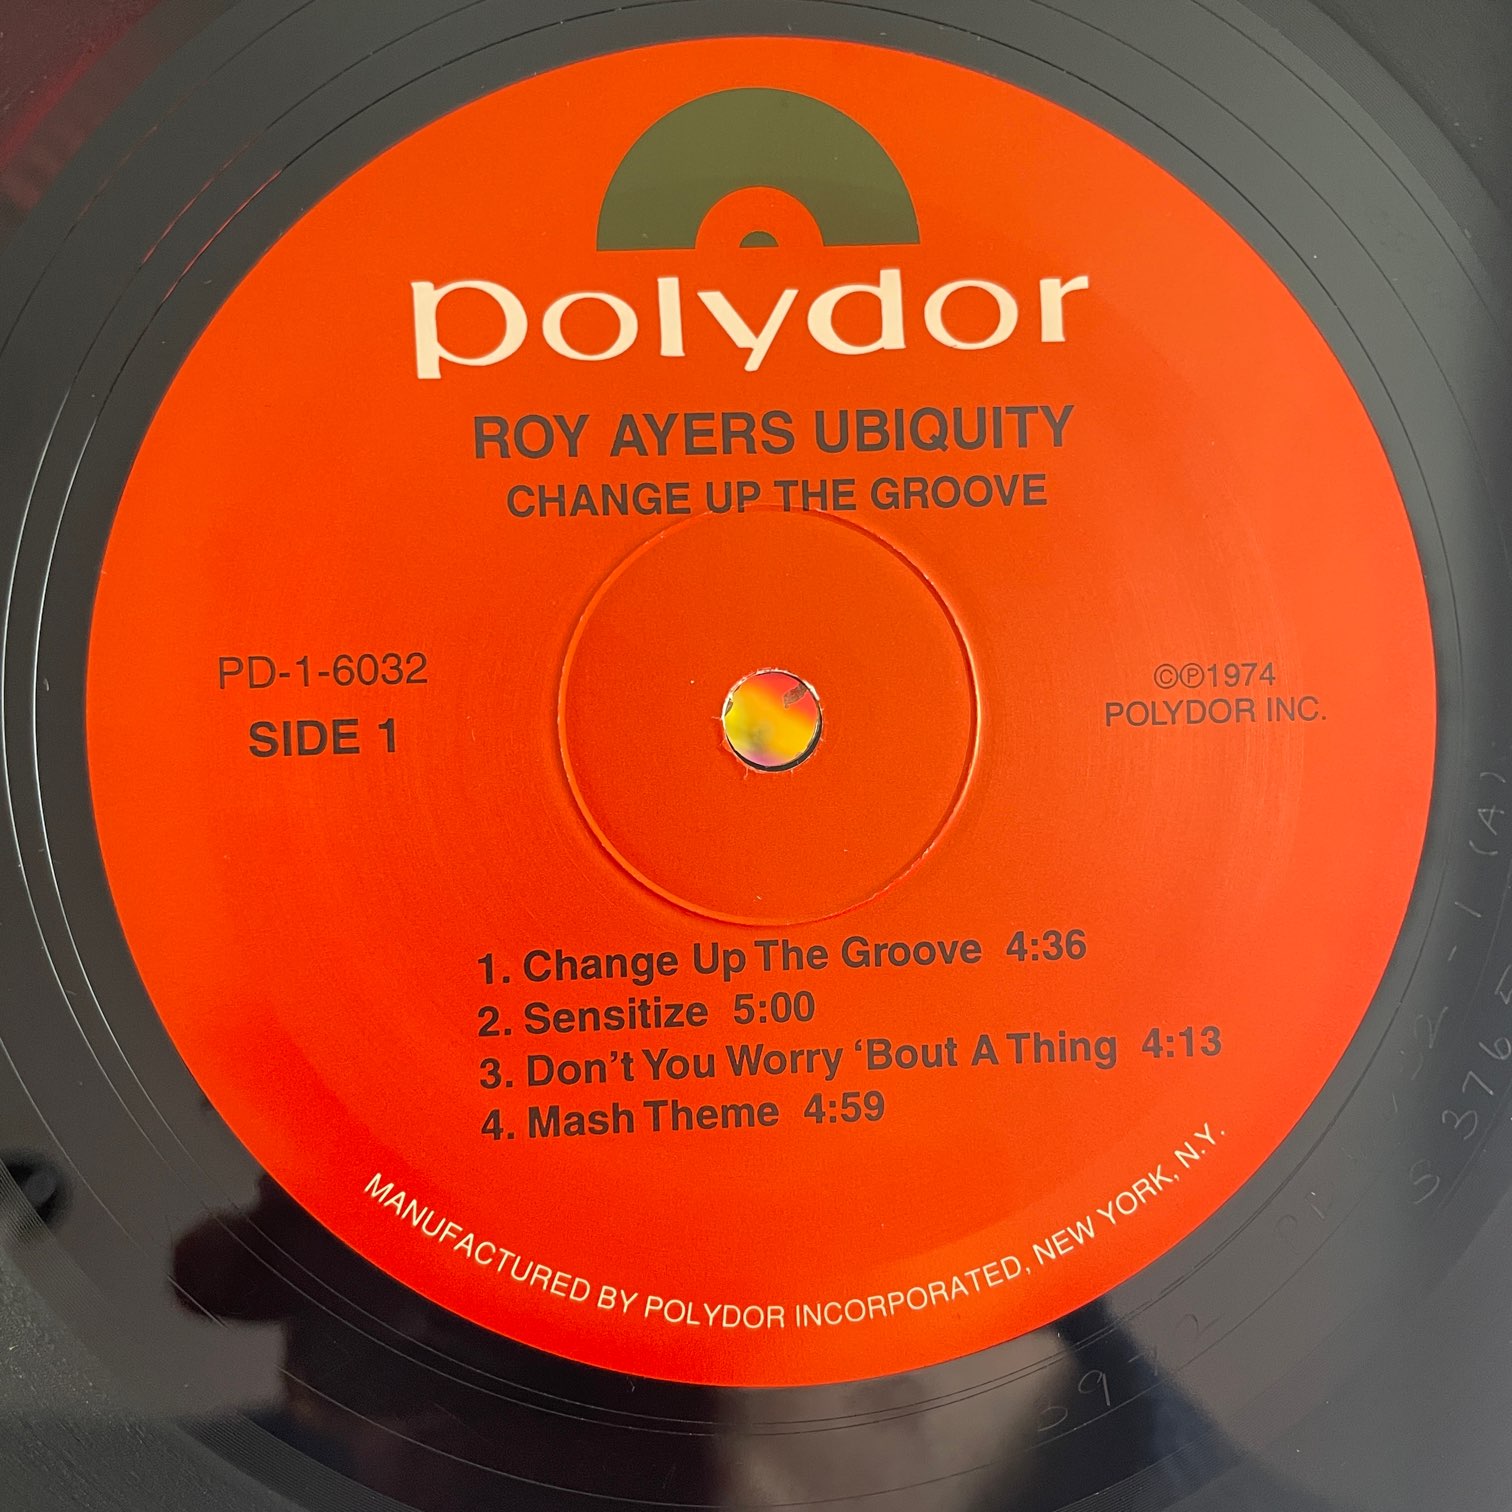 polydor
ROY AYERS UBIQUITY
CHANGE UP THE GROOVE
PD-1-6032
SIDE 1
©℗1974
POLYDOR INC.
1. Change Up The Groove 4:36
2. Sensitize 5:00
3. Don't You Worry ‘Bout A Thing 4:13
4. Mash Theme 4:59
MANUFACTURED BY POLYDOR INCORPORATED, NEW YORK, N.Y.